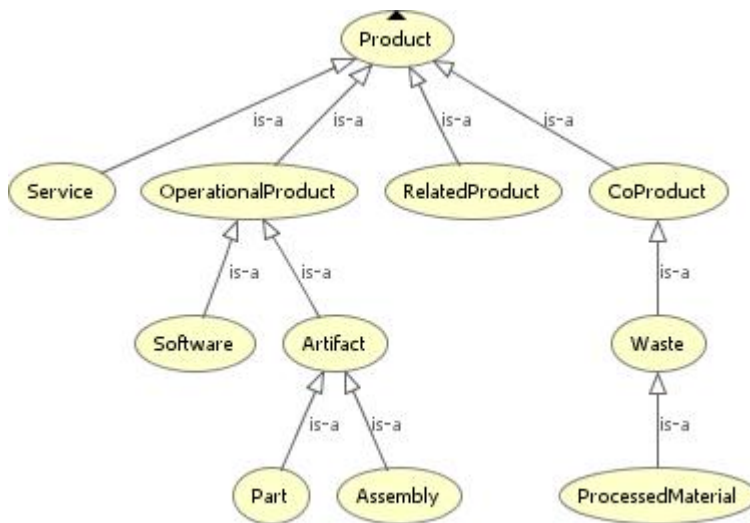 Product
is-a
is-a
is-a
is-a
Service
OperationalProduct
RelatedProduct
CoProduct
is-a
is-a
is-a
Software
Artifact
Waste
is-a
is-a
is-a
Part
Assembly
ProcessedMaterial